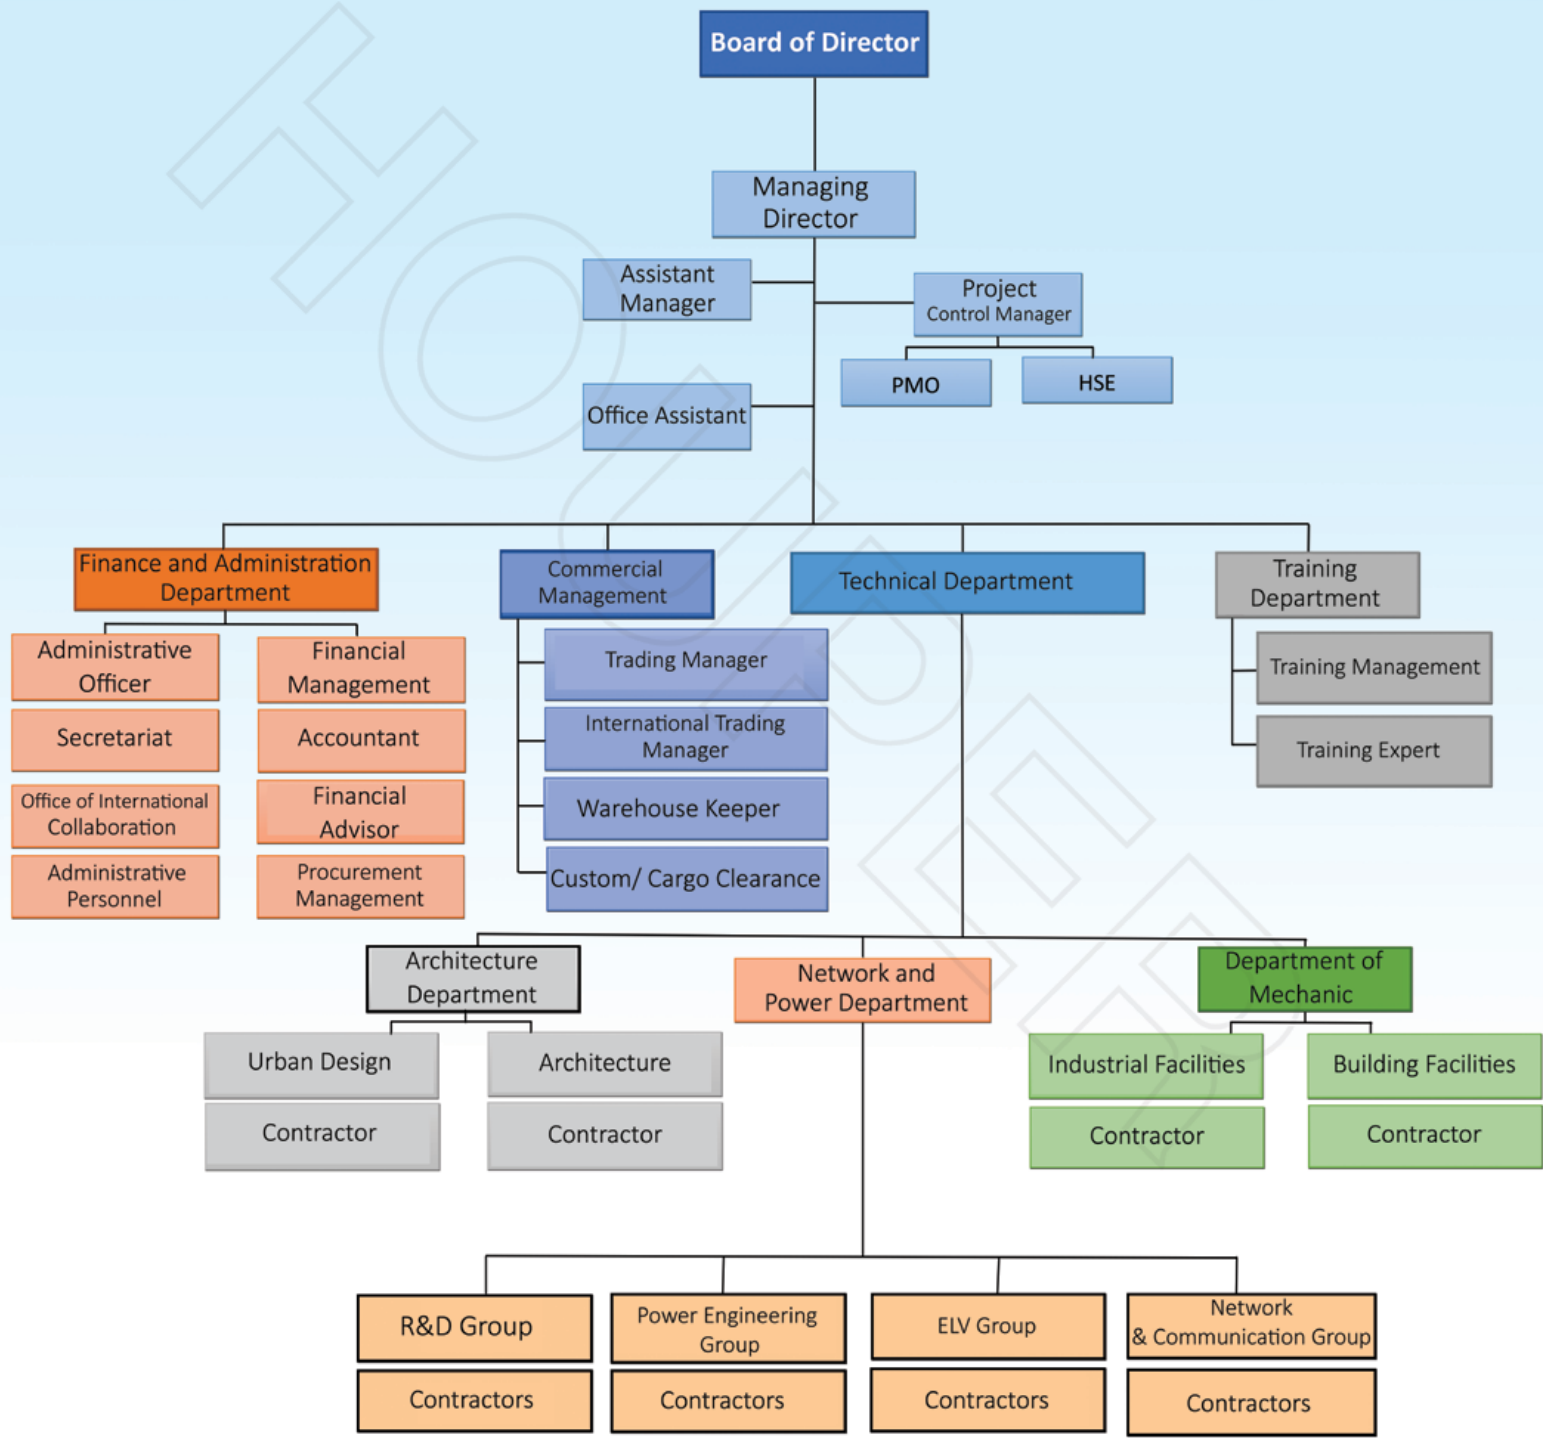 Board of Director
Managing
Director
Assistant
Manager
Project
Control Manager
PMO
HSE
Office Assistant
Finance and Administration
Department
Commercial
Management
Technical Department
Training
Department
Administrative
Officer
Secretariat
Office of International
Collaboration
Administrative
Personnel
Financial
Management
Accountant
Financial
Advisor
Procurement
Management
Trading Manager
International Trading
Manager
Warehouse Keeper
Custom/ Cargo Clearance
Training Management
Training Expert
Architecture
Department
Network and
Power Department
Department of
Mechanic
Urban Design
Contractor
Architecture
Contractor
Industrial Facilities
Contractor
Building Facilities
Contractor
R&D Group
Contractors
Power Engineering
Group
Contractors
ELV Group
Contractors
Network
& Communication Group
Contractors
HOUPER